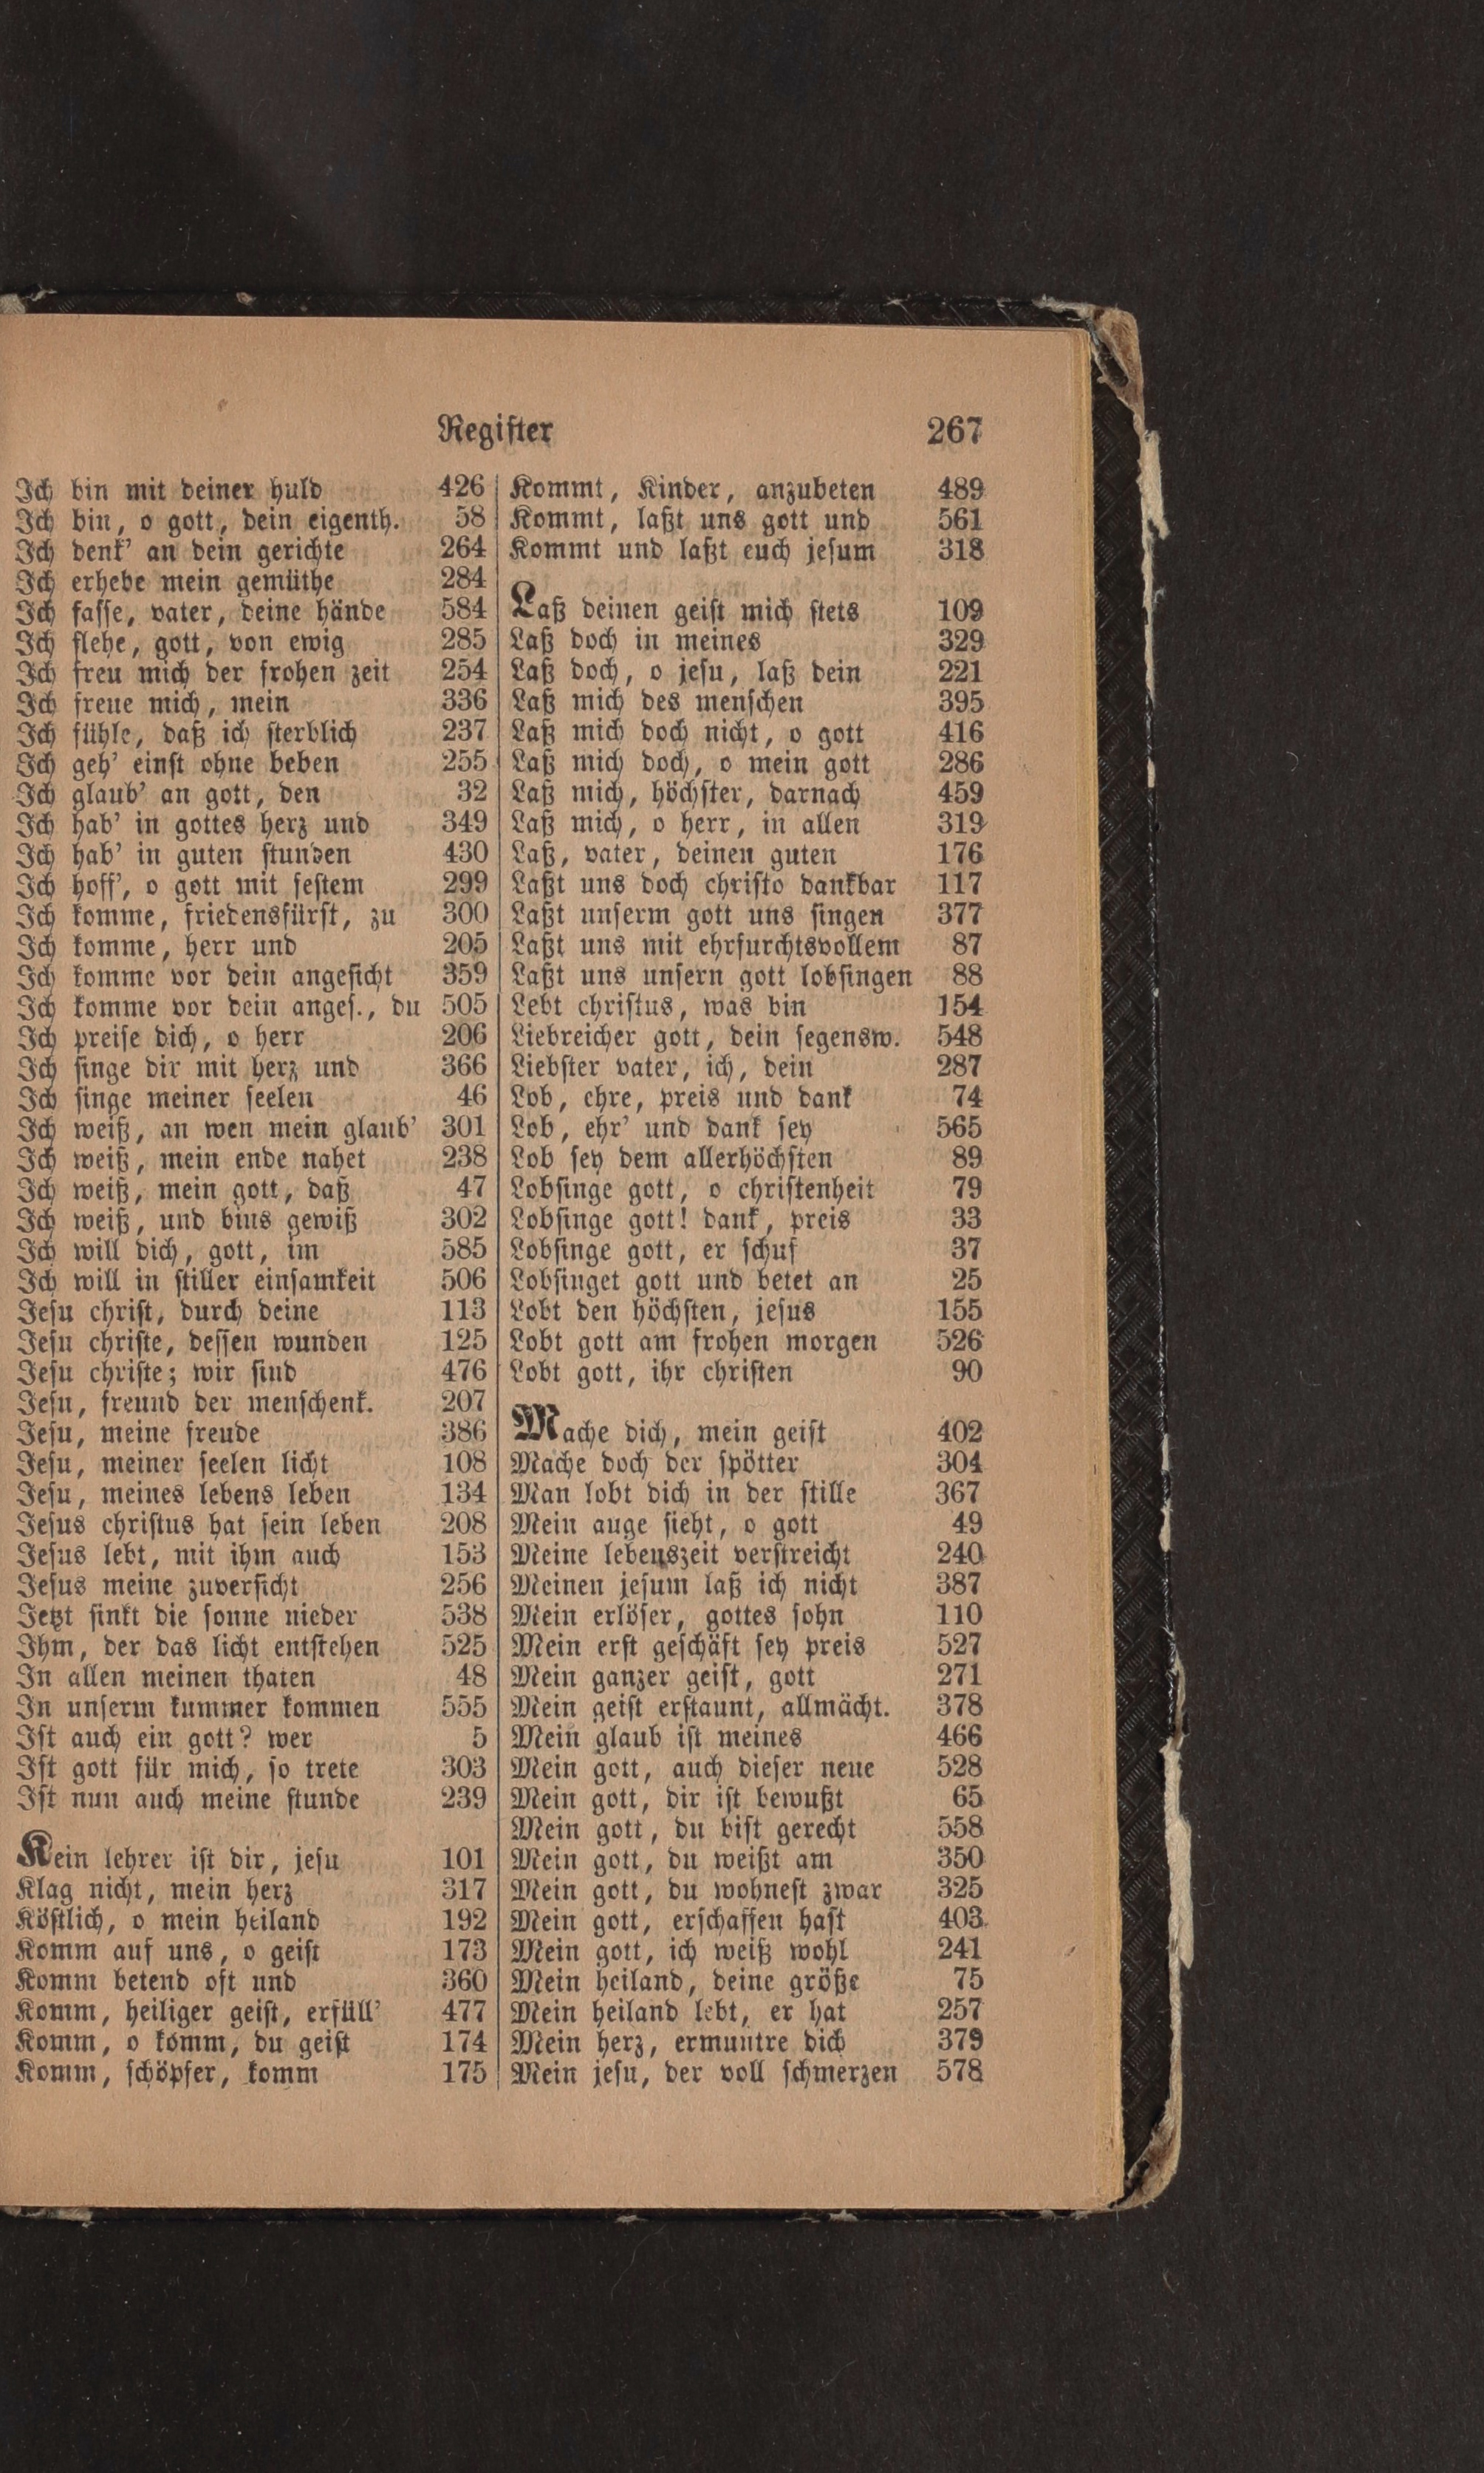 Register 267
Ich bin mit deiner huld 426
Ich bin, o gott, dein eigenth. 58
Ich denk' an dein gerichte 264
Ich erhebe mein gemüthe 284
Ich fasse, vater, deine hände 584
Ich flehe, gott, von ewig 285
Ich freu mich der frohen zeit 254
Ich freue mich, mein 336
Ich fühle, daß ich sterblich 237
Ich geh' einst ohne beben 255
Ich glaub' an gott, den 32
Ich hab' in gottes herz und 349
Ich hab' in guten stunden 430
Ich hoff', o gott mit festem 299
Ich komme, friedensfürst, zu 300
Ich komme, herr und 205
Ich komme vor dein angesicht 359
Ich komme vor dein anges., du 505
Ich preise dich, o herr 206
Ich singe dir mit herz und 366
Ich singe meiner seelen 46
Ich weiß, an wen mein glaub' 301
Ich weiß, mein ende nahet 238
Ich weiß, mein gott, daß 47
Ich weiß, und bins gewiß 302
Ich will dich, gott, im 585
Ich will in stiller einsamkeit 506
Jesu christ, durch deine 113
Jesu christe, dessen wunden 125
Jesu christe; wir sind 476
Jesu, freund der menschenk. 207
Jesu, meine freude 386
Jesu, meiner seelen licht 108
Jesu, meines lebens leben 134
Jesus christus hat sein leben 208
Jesus lebt, mit ihm auch 153
Jesus meine zuversicht 256
Jetzt sinkt die sonne nieder 538
Ihm, der das licht entstehen 525
In allen meinen thaten 48
In unserm kummer kommen 555
Ist auch ein gott? wer 5
Ist gott für mich, so trete 303
Ist nun auch meine stunde 239
Kein lehrer ist dir, jesu 101
Klag nicht, mein herz 317
Köstlich, o mein heiland 192
Komm auf uns, o geist 173
Komm betend oft und 360
Komm, heiliger geist, erfüll' 477
Komm, o komm, du geist 174
Komm, schöpfer, komm 175
Kommt, Kinder, anzubeten 489
Kommt, laßt uns gott und 561
Kommt und laßt euch jesum 318
Laß deinen geist mich stets 109
Laß doch in meines 329
Laß doch, o jesu, laß dein 221
Laß mich des menschen 395
Laß mich doch nicht, o gott 416
Laß mich doch, o mein gott 286
Laß mich, höchster, darnach 459
Laß mich, o herr, in allen 319
Laß, vater, deinen guten 176
Laßt uns doch christo dankbar 117
Laßt unserm gott uns singen 377
Laßt uns mit ehrfurchtsvollem 87
Laßt uns unsern gott lobsingen 88
Lebt christus, was bin 154
Liebreicher gott, dein segensw. 548
Liebster vater, ich, dein 287
Lob, ehre, preis und dank 74
Lob, ehr' und dank sey 565
Lob sey dem allerhöchsten 89
Lobsinge gott, o christenheit 79
Lobsinge gott! dank, preis 33
Lobsinge gott, er schuf 37
Lobsinget gott und betet an 25
Lobt den höchsten, jesus 155
Lobt gott am frohen morgen 526
Lobt gott, ihr christen 90
Mache dich, mein geist 402
Mache doch der spötter 304
Man lobt dich in der stille 367
Mein auge sieht, o gott 49
Meine lebenszeit verstreicht 240
Meinen jesum laß ich nicht 387
Mein erlöser, gottes sohn 110
Mein erst geschäft sey preis 527
Mein ganzer geist, gott 271
Mein geist erstaunt, allmächt. 378
Mein glaub ist meines 466
Mein gott, auch dieser neue 528
Mein gott, dir ist bewußt 65
Mein gott, du bist gerecht 558
Mein gott, du weißt am 350
Mein gott, du wohnest zwar 325
Mein gott, erschaffen hast 403
Mein gott, ich weiß wohl 241
Mein heiland, deine größe 75
Mein heiland lebt, er hat 257
Mein herz, ermuntre dich 379
Mein jesu, der voll schmerzen 578